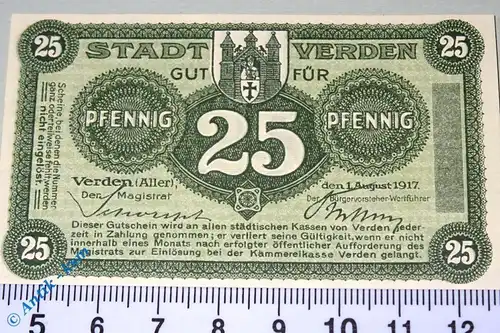 25 STADT VERDEN 25
GUT FÜR
PFENNIG 25 PFENNIG
Scheine, bei denen die Nummer
ganz oder teilweise fehlt, werden
nicht eingelöst.
Verden (Aller), den 1. August 1917.
Der Magistrat Der Bürgervorsteher-Wortführer
Dieser Gutschein wird an allen städtischen Kassen von Verden jeder-
zeit in Zahlung genommen; er verliert seine Gültigkeit, wenn er nicht
innerhalb eines Monats nach erfolgter öffentlicher Aufforderung des
Magistrats zur Einlösung bei der Kämmereikasse Verden gelangt.
25 25
5 6 7 8 9 10 11 12